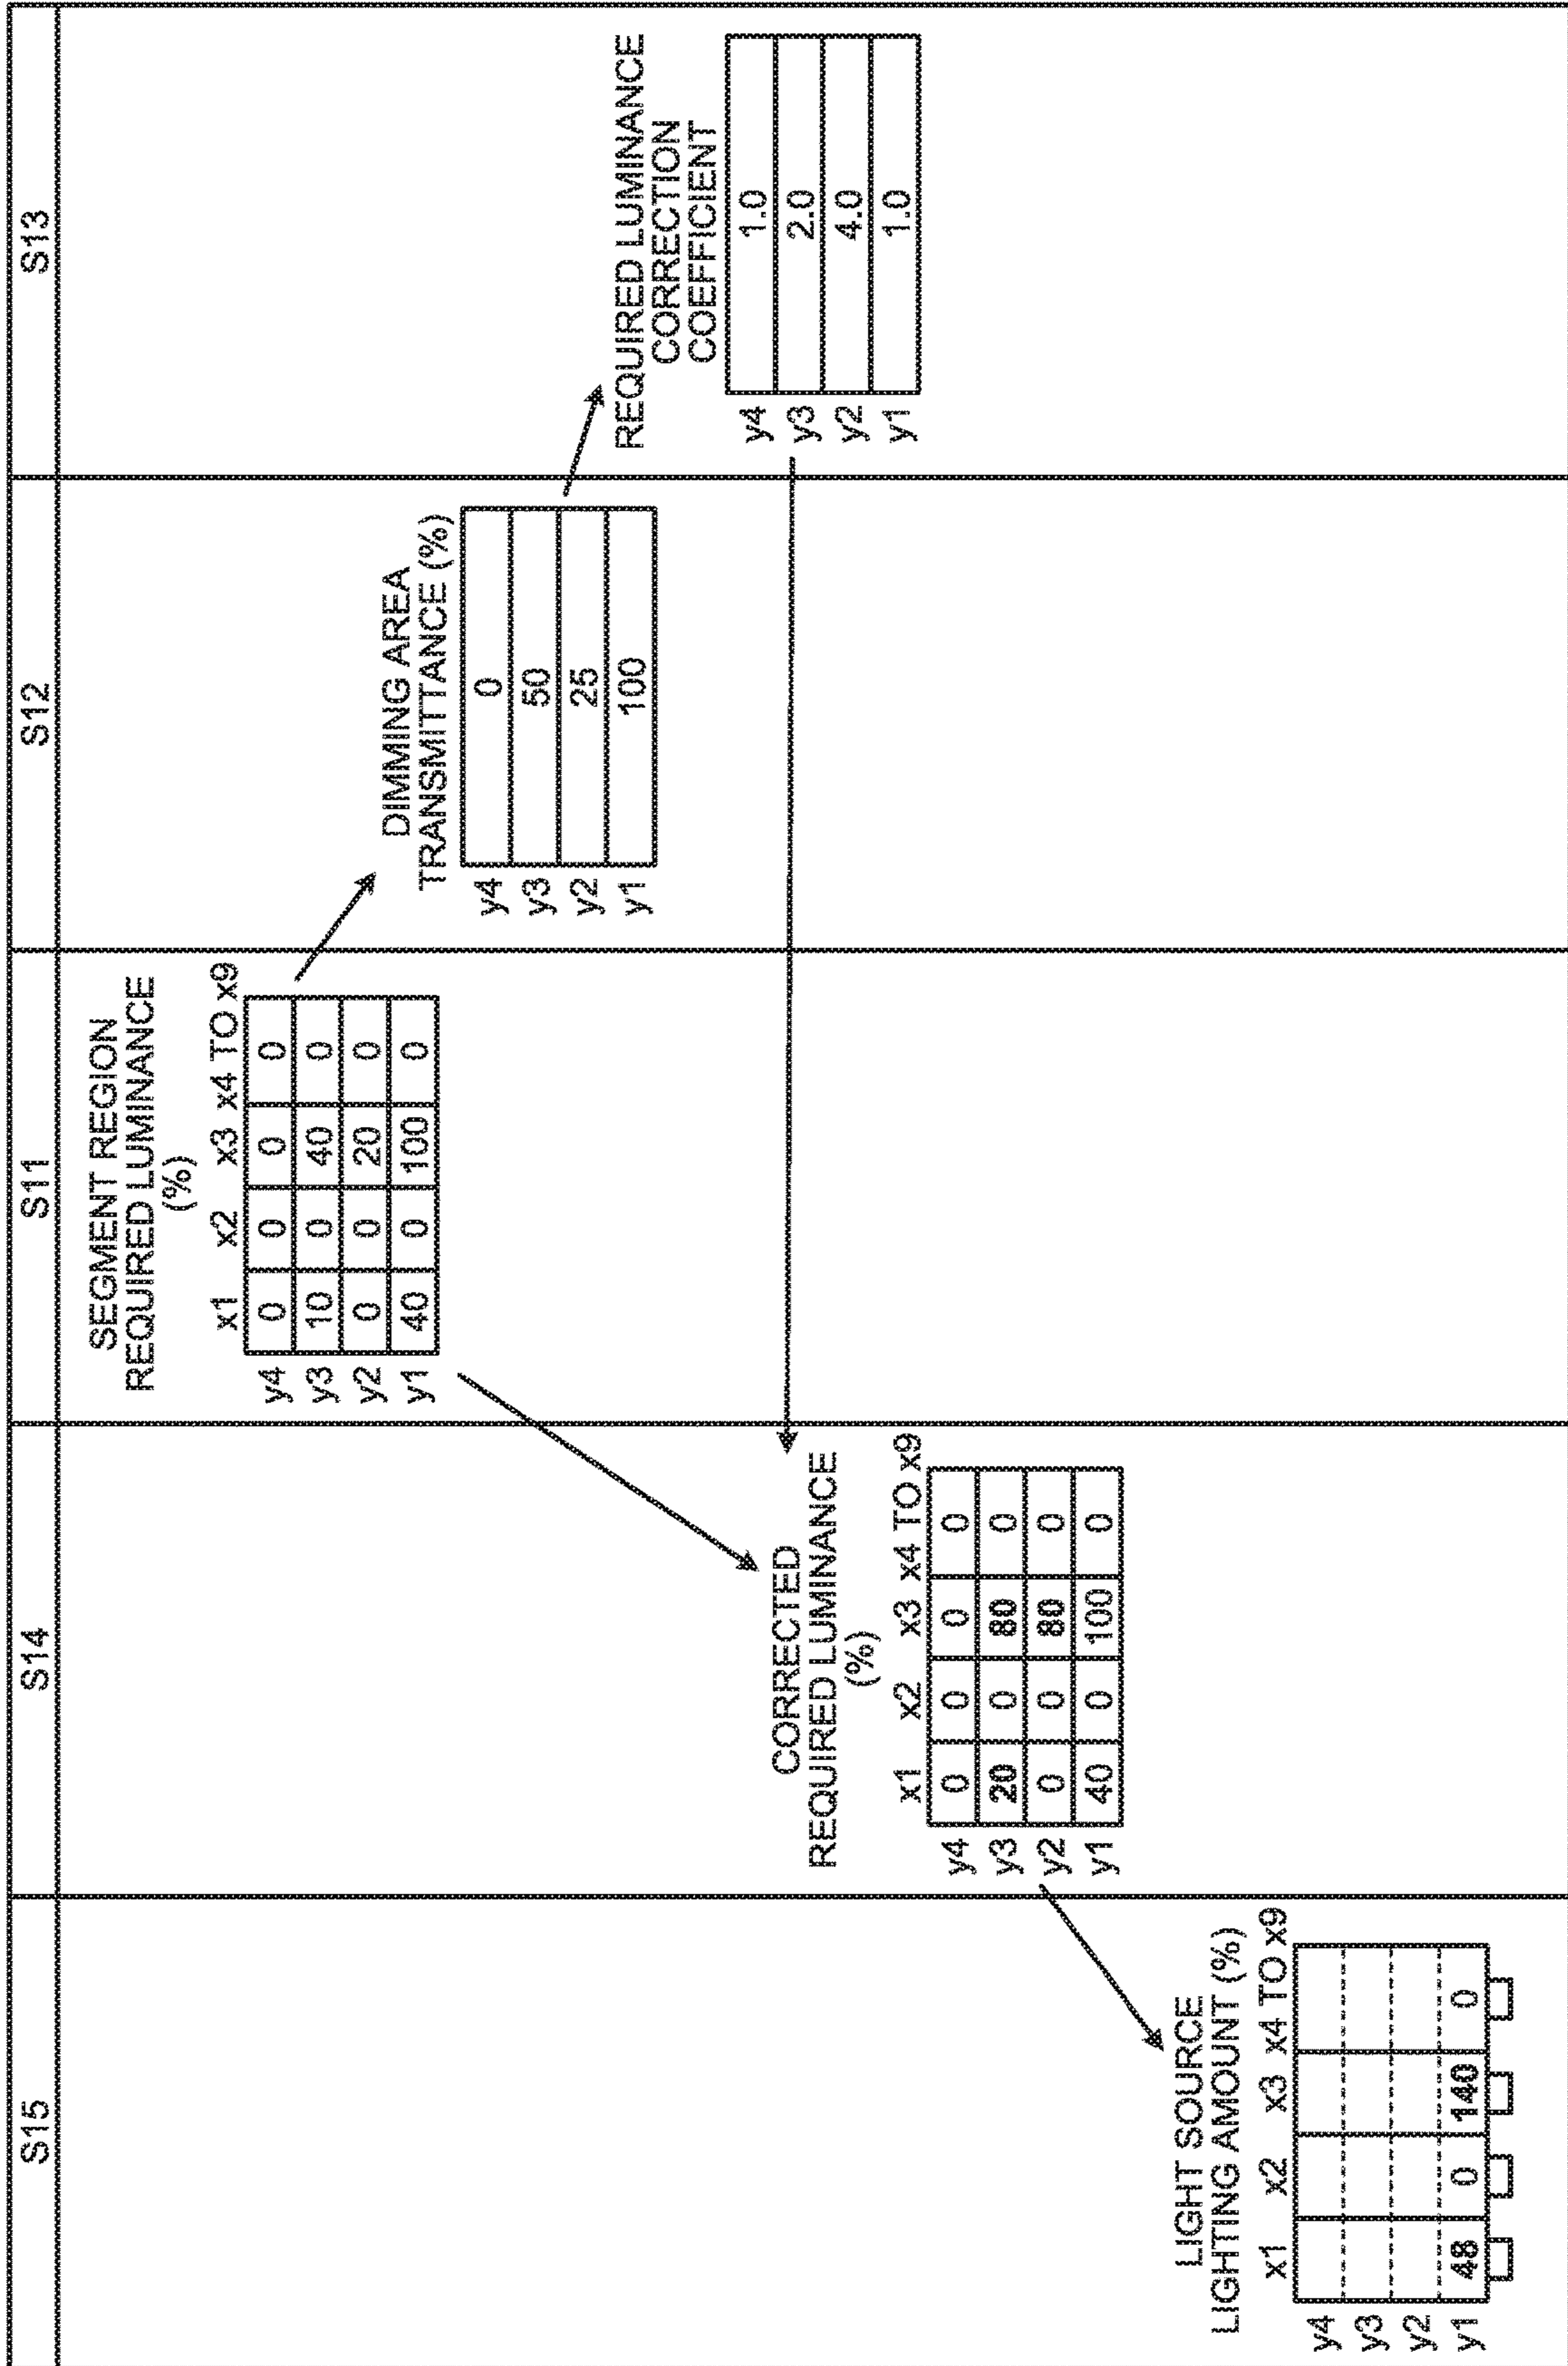 S15 S14 S11 S12 S13
SEGMENT REGION
REQUIRED LUMINANCE
(%)
x1 x2 x3 x4 TO x9
y4 0 0 0 0
y3 10 0 40 0
y2 0 0 20 0
y1 40 0 100 0
DIMMING AREA
TRANSMITTANCE (%)
y4 0
y3 50
y2 25
y1 100
REQUIRED LUMINANCE
CORRECTION
COEFFICIENT
y4 1.0
y3 2.0
y2 4.0
y1 1.0
CORRECTED
REQUIRED LUMINANCE
(%)
x1 x2 x3 x4 TO x9
y4 0 0 0 0
y3 20 0 80 0
y2 0 0 80 0
y1 40 0 100 0
LIGHT SOURCE
LIGHTING AMOUNT (%)
x1 x2 x3 x4 TO x9
y4
y3
y2
y1 48 0 140 0